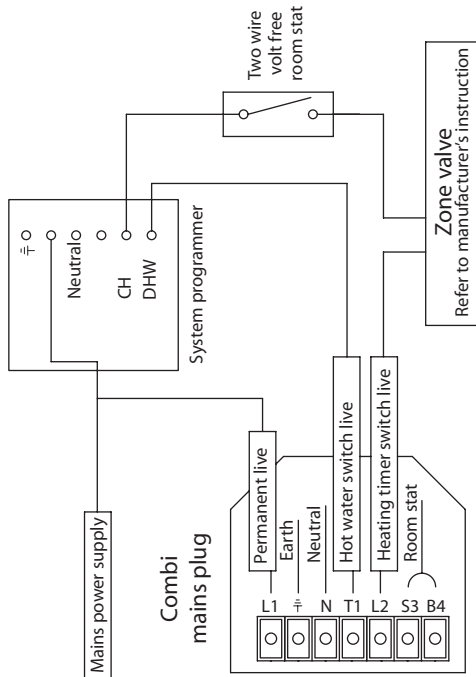 Two wire
volt free
room stat
Neutral
CH
DHW
System programmer
Mains power supply
Zone valve
Refer to manufacturer's instruction
Combi
mains plug
Permanent live
Earth
Neutral
Hot water switch live
Heating timer switch live
Room stat
L1
N
T1
L2
S3
B4